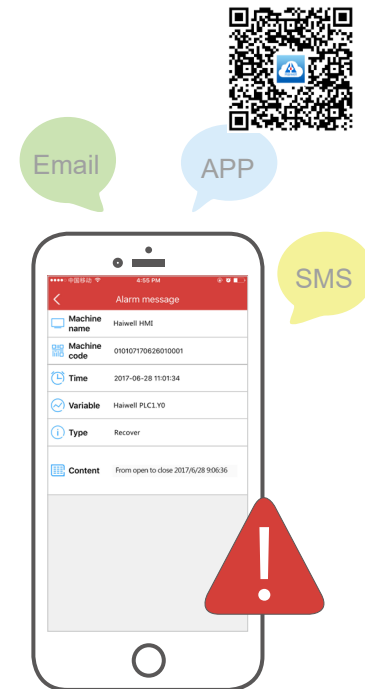 Email
APP
SMS
中国移动 4:55 PM
Alarm message
Machine name Haiwell HMI
Machine code 010107170626010001
Time 2017-06-28 11:01:34
Variable Haiwell PLC1.Y0
Type Recover
Content From open to close 2017/6/28 9:06:36
!